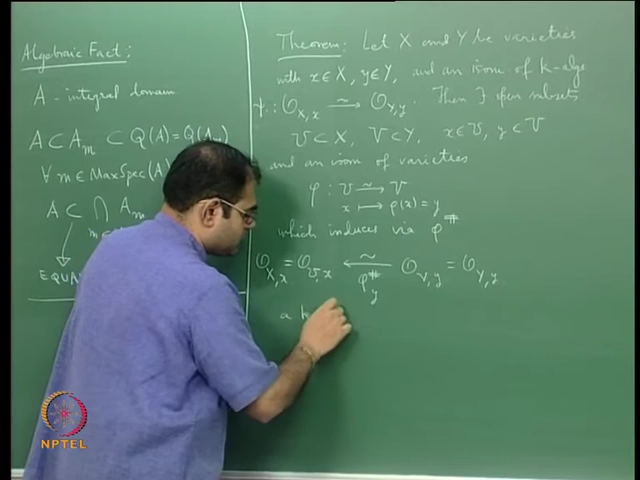 Algebraic Fact:
A - integral domain
A ⊂ A_m ⊂ Q(A) = Q(A_m)
∀ m ∈ MaxSpec(A)
A ⊂ ⋂ A_m
m ∈
EQUA
Theorem: Let X and Y be varieties
with x∈X, y∈Y, and an isom of k-algs
ψ: O_{X,x} ⥲ O_{Y,y}. Then ∃ open subsets
U ⊂ X, V ⊂ Y, x∈U, y∈V
and an isom of varieties
φ: U ⥲ V
x ⟼ φ(x) = y
which induces via φ^#
O_{X,x} = O_{U,x} ⥳ O_{V,y} = O_{Y,y}
φ^#_y
a
NPTEL